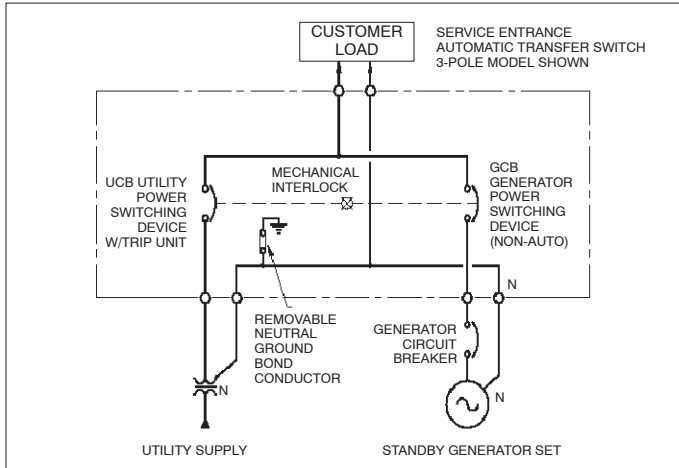 CUSTOMER
LOAD
SERVICE ENTRANCE
AUTOMATIC TRANSFER SWITCH
3-POLE MODEL SHOWN
UCB UTILITY
POWER
SWITCHING
DEVICE
W/TRIP UNIT
MECHANICAL
INTERLOCK
GCB
GENERATOR
POWER
SWITCHING
DEVICE
(NON-AUTO)
N
REMOVABLE
NEUTRAL
GROUND
BOND
CONDUCTOR
GENERATOR
CIRCUIT
BREAKER
N
N
UTILITY SUPPLY
STANDBY GENERATOR SET